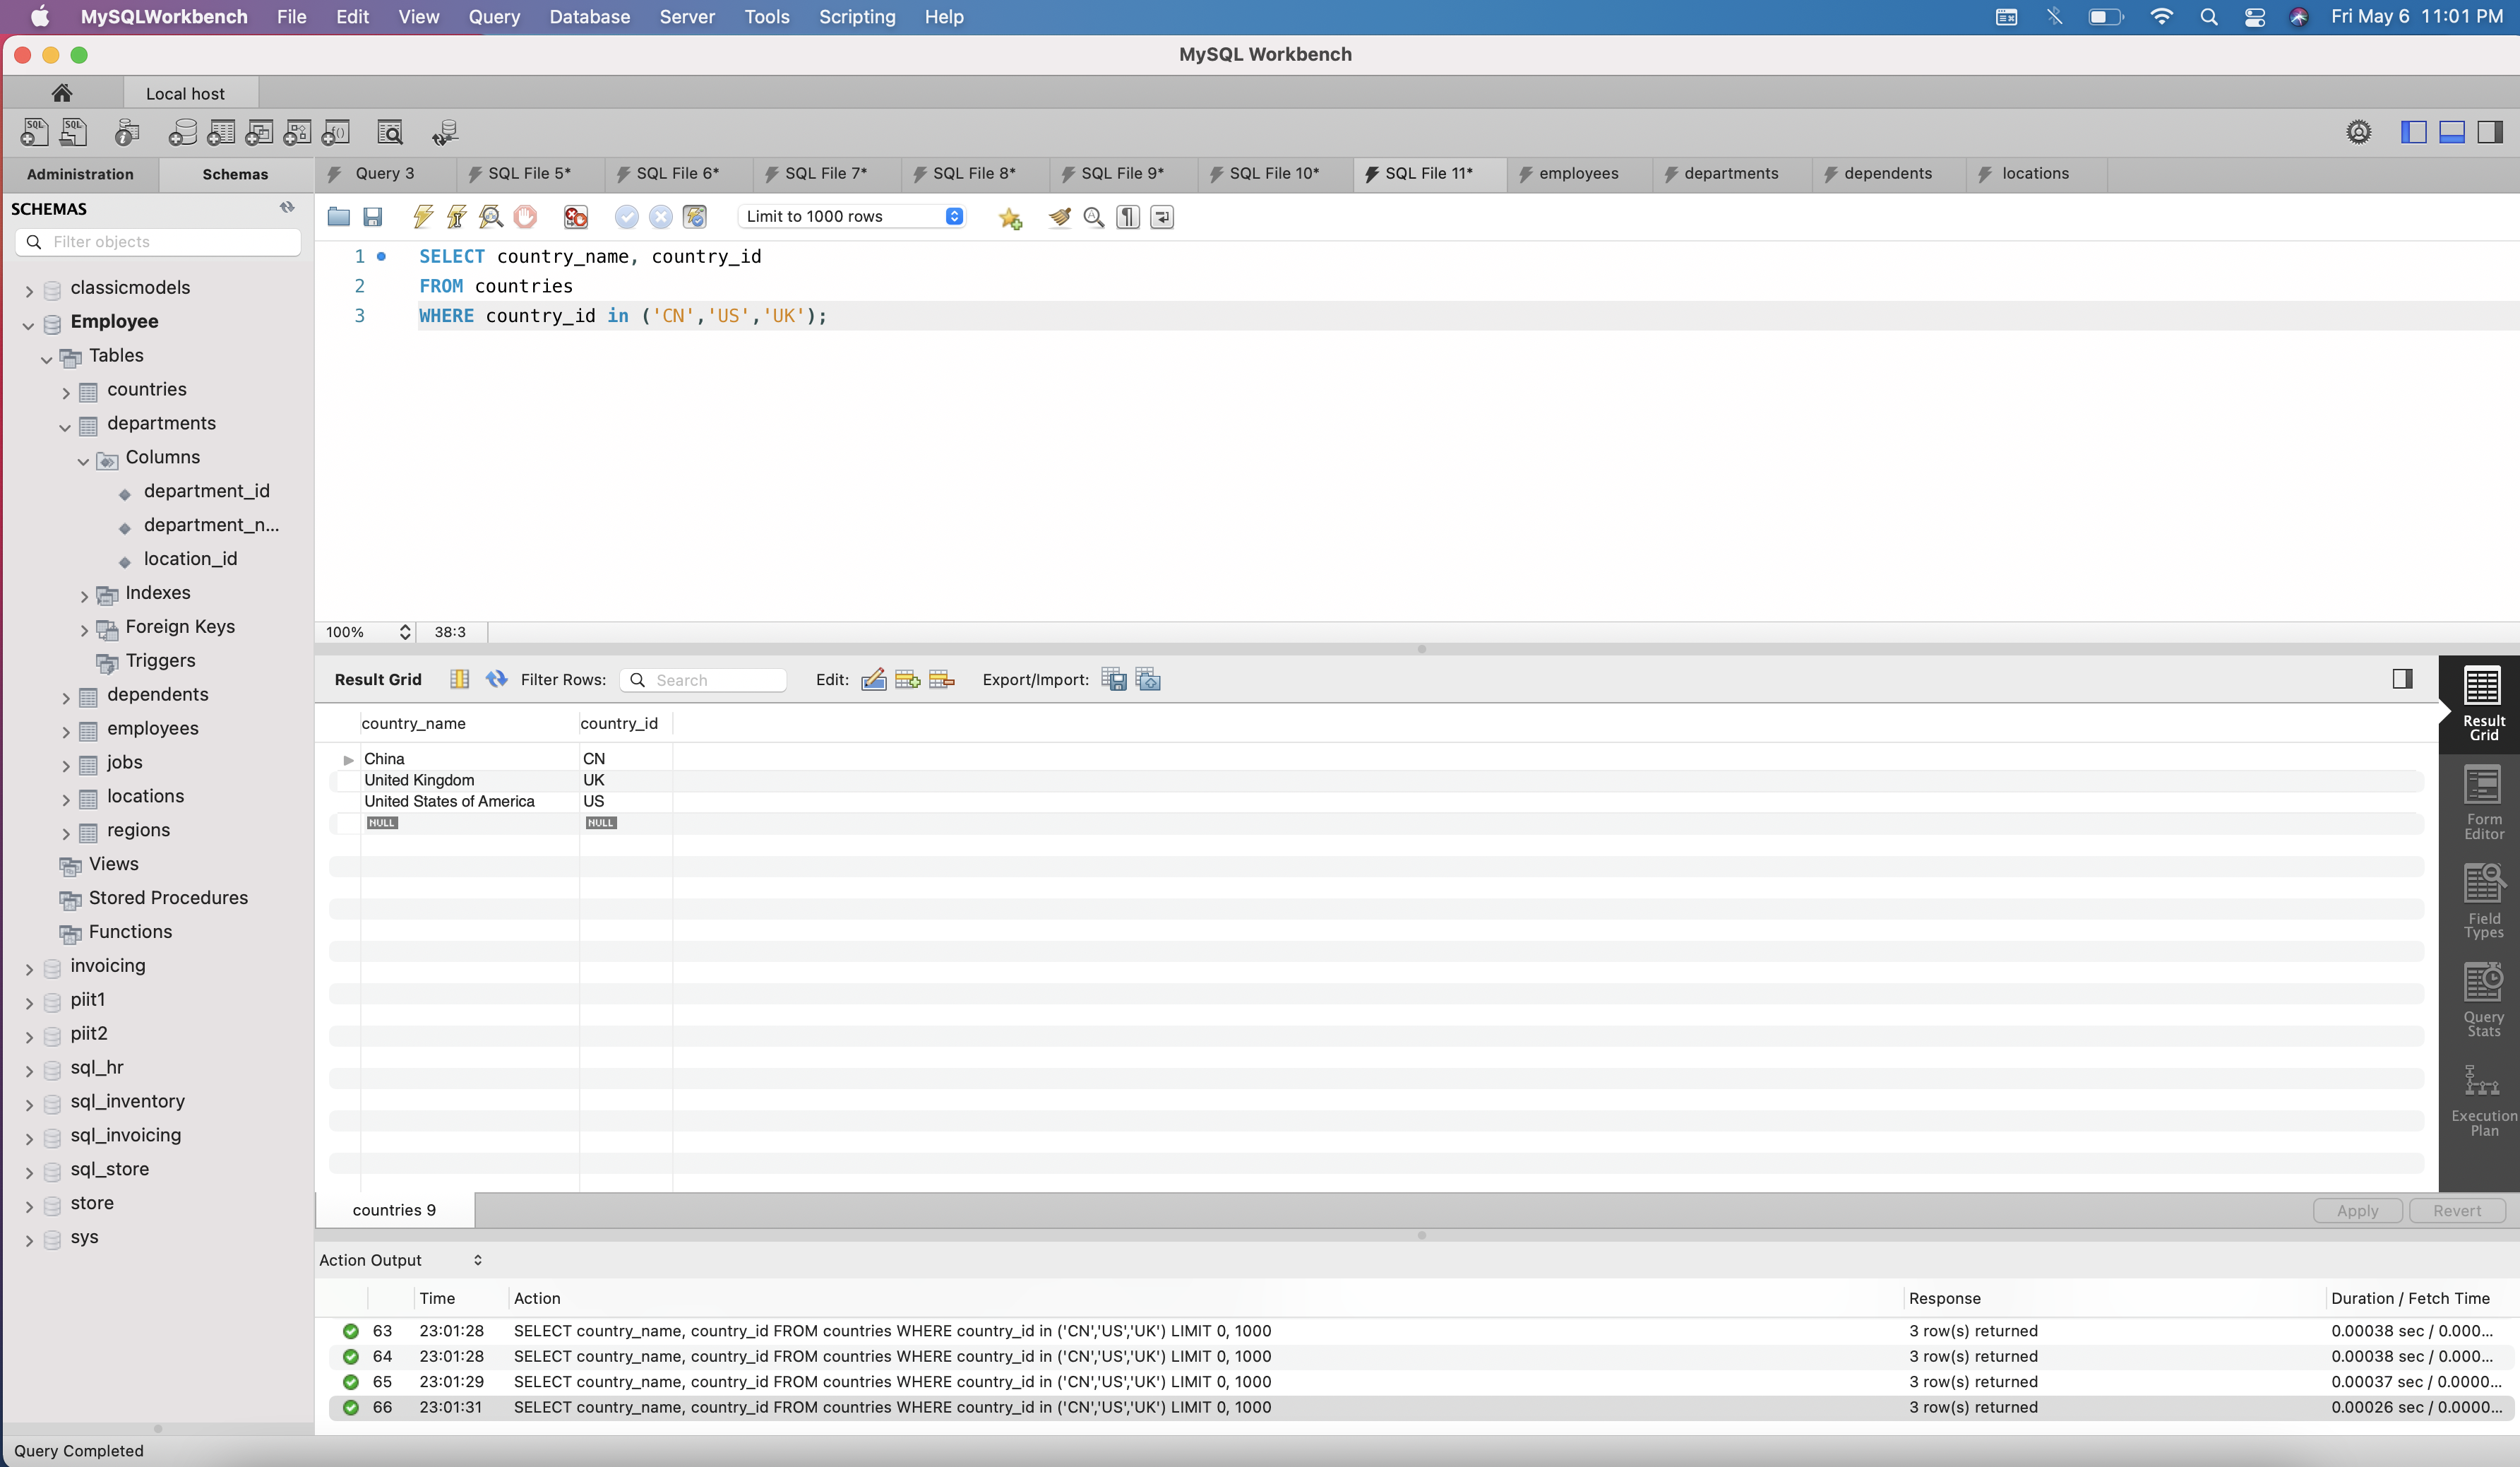 MySQLWorkbench File Edit View Query Database Server Tools Scripting Help Fri May 6 11:01 PM
MySQL Workbench
Local host
SQL SQL
Administration Schemas Query 3 SQL File 5* SQL File 6* SQL File 7* SQL File 8* SQL File 9* SQL File 10* SQL File 11* employees departments dependents locations
SCHEMAS
Filter objects
classicmodels
Employee
Tables
countries
departments
Columns
department_id
department_n...
location_id
Indexes
Foreign Keys
Triggers
dependents
employees
jobs
locations
regions
Views
Stored Procedures
Functions
invoicing
piit1
piit2
sql_hr
sql_inventory
sql_invoicing
sql_store
store
sys
Limit to 1000 rows
1 SELECT country_name, country_id
2 FROM countries
3 WHERE country_id in ('CN','US','UK');
100% 38:3
Result Grid Filter Rows: Search Edit: Export/Import:
country_name country_id
China CN
United Kingdom UK
United States of America US
NULL NULL
Result
Grid
Form
Editor
Field
Types
Query
Stats
Execution
Plan
countries 9 Apply Revert
Action Output
Time Action Response Duration / Fetch Time
63 23:01:28 SELECT country_name, country_id FROM countries WHERE country_id in ('CN','US','UK') LIMIT 0, 1000 3 row(s) returned 0.00038 sec / 0.000...
64 23:01:28 SELECT country_name, country_id FROM countries WHERE country_id in ('CN','US','UK') LIMIT 0, 1000 3 row(s) returned 0.00038 sec / 0.000...
65 23:01:29 SELECT country_name, country_id FROM countries WHERE country_id in ('CN','US','UK') LIMIT 0, 1000 3 row(s) returned 0.00037 sec / 0.0000...
66 23:01:31 SELECT country_name, country_id FROM countries WHERE country_id in ('CN','US','UK') LIMIT 0, 1000 3 row(s) returned 0.00026 sec / 0.0000...
Query Completed